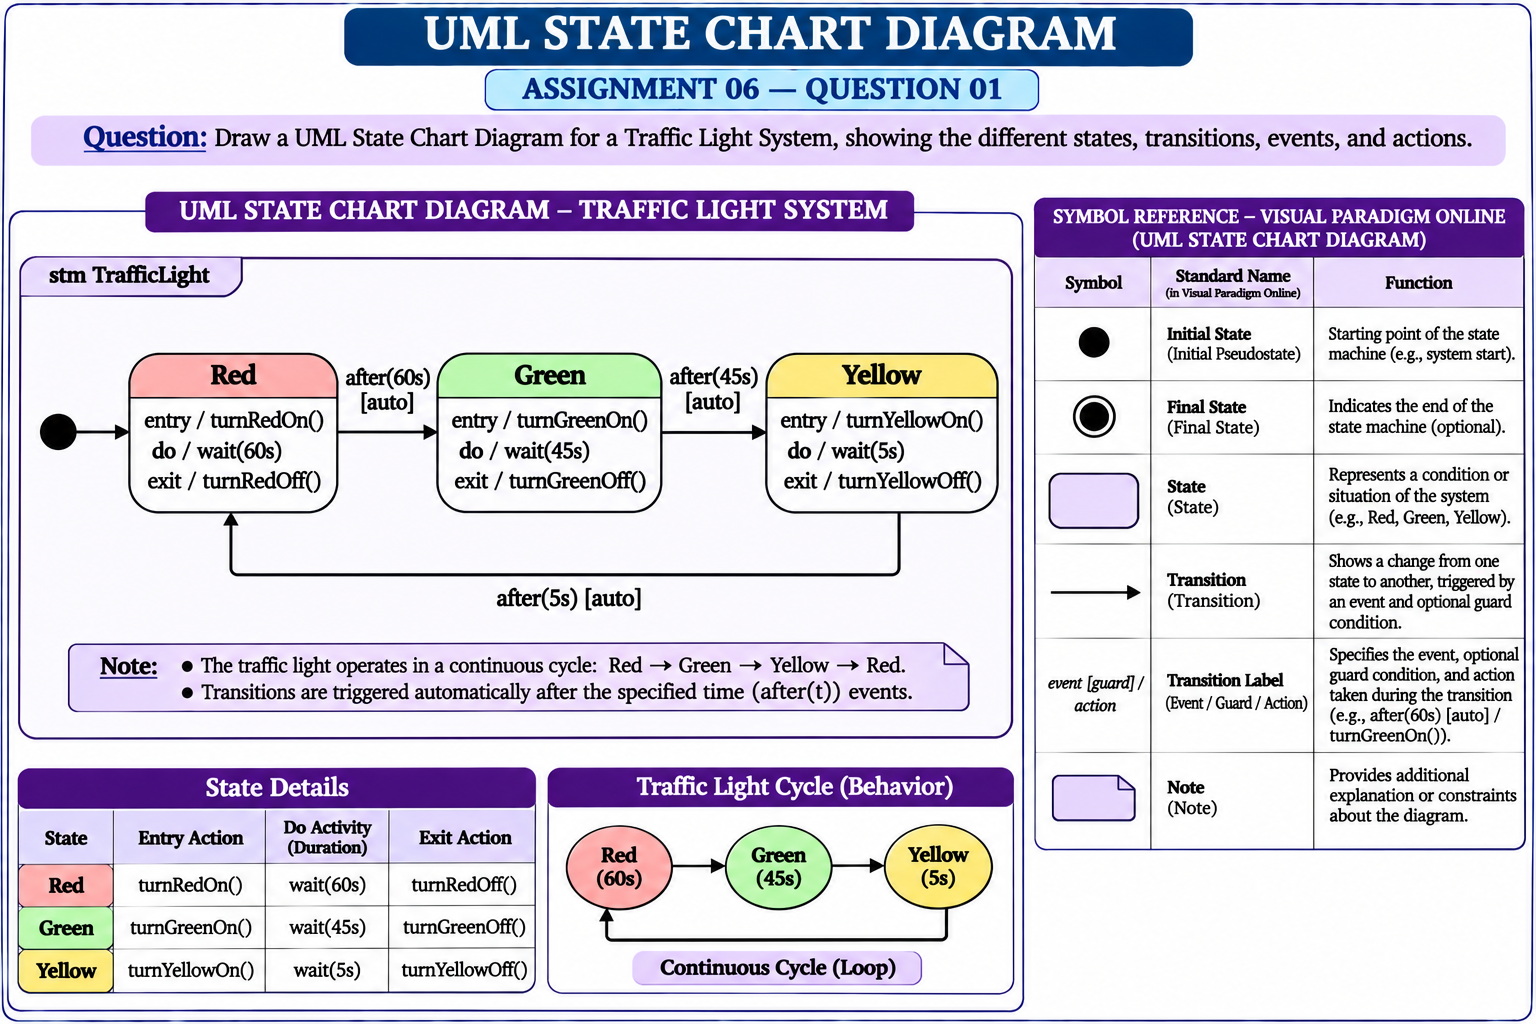 UML STATE CHART DIAGRAM
ASSIGNMENT 06 — QUESTION 01
Question: Draw a UML State Chart Diagram for a Traffic Light System, showing the different states, transitions, events, and actions.
UML STATE CHART DIAGRAM – TRAFFIC LIGHT SYSTEM
stm TrafficLight
Red
entry / turnRedOn()
do / wait(60s)
exit / turnRedOff()
after(60s)
[auto]
Green
entry / turnGreenOn()
do / wait(45s)
exit / turnGreenOff()
after(45s)
[auto]
Yellow
entry / turnYellowOn()
do / wait(5s)
exit / turnYellowOff()
after(5s) [auto]
Note: ● The traffic light operates in a continuous cycle: Red → Green → Yellow → Red.
● Transitions are triggered automatically after the specified time (after(t)) events.
State Details
State Entry Action Do Activity (Duration) Exit Action
Red turnRedOn() wait(60s) turnRedOff()
Green turnGreenOn() wait(45s) turnGreenOff()
Yellow turnYellowOn() wait(5s) turnYellowOff()
Traffic Light Cycle (Behavior)
Red
(60s)
Green
(45s)
Yellow
(5s)
Continuous Cycle (Loop)
SYMBOL REFERENCE – VISUAL PARADIGM ONLINE
(UML STATE CHART DIAGRAM)
Symbol
Standard Name
(in Visual Paradigm Online)
Function
Initial State
(Initial Pseudostate)
Starting point of the state
machine (e.g., system start).
Final State
(Final State)
Indicates the end of the
state machine (optional).
State
(State)
Represents a condition or
situation of the system
(e.g., Red, Green, Yellow).
Transition
(Transition)
Shows a change from one
state to another, triggered by
an event and optional guard
condition.
event [guard] /
action
Transition Label
(Event / Guard / Action)
Specifies the event, optional
guard condition, and action
taken during the transition
(e.g., after(60s) [auto] /
turnGreenOn()).
Note
(Note)
Provides additional
explanation or constraints
about the diagram.